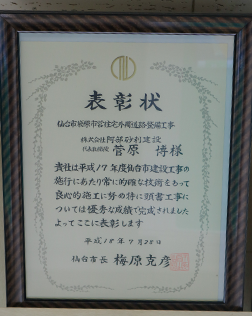 表彰状
仙台市営県市営住宅外周道路整備工事
株式会社阿部砂利建設
代表取締役 菅原 博様
貴社は平成17年度仙台市建設工事の
施行にあたり常に的確な技術をもって
良心的施工に努め特に頭書工事に
ついては優秀な成績で完成されました
よってここに表彰します
平成18年7月28日
仙台市長 梅原克彦